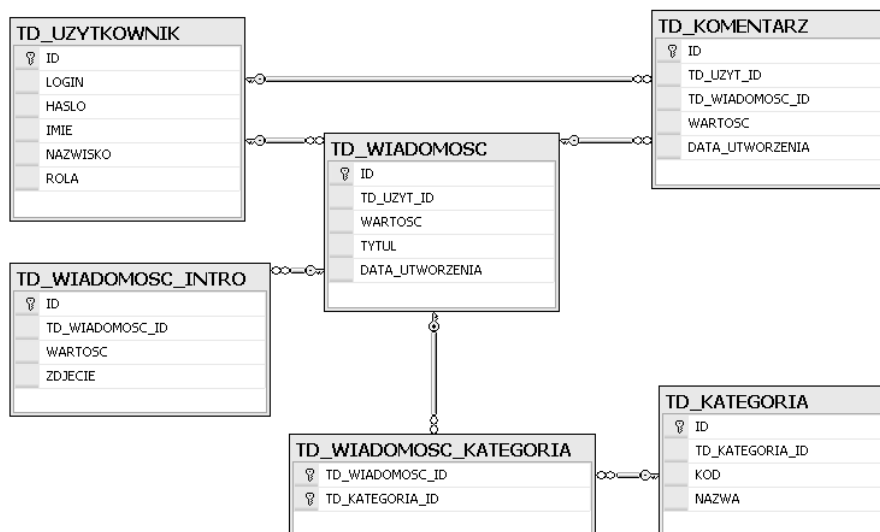 TD_UZYTKOWNIK
ID
LOGIN
HASLO
IMIE
NAZWISKO
ROLA
TD_KOMENTARZ
ID
TD_UZYT_ID
TD_WIADOMOSC_ID
WARTOSC
DATA_UTWORZENIA
TD_WIADOMOSC
ID
TD_UZYT_ID
WARTOSC
TYTUL
DATA_UTWORZENIA
TD_WIADOMOSC_INTRO
ID
TD_WIADOMOSC_ID
WARTOSC
ZDJECIE
TD_WIADOMOSC_KATEGORIA
TD_WIADOMOSC_ID
TD_KATEGORIA_ID
TD_KATEGORIA
ID
TD_KATEGORIA_ID
KOD
NAZWA